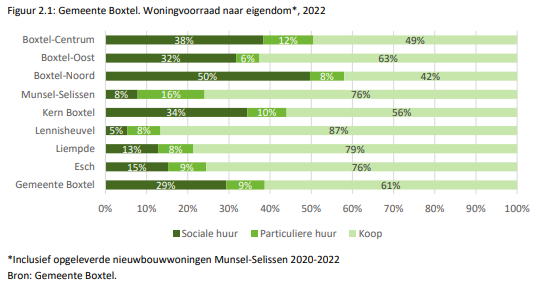 Figuur 2.1: Gemeente Boxtel. Woningvoorraad naar eigendom*, 2022
Boxtel-Centrum 38% 12% 49%
Boxtel-Oost 32% 6% 63%
Boxtel-Noord 50% 8% 42%
Munsel-Selissen 8% 16% 76%
Kern Boxtel 34% 10% 56%
Lennisheuvel 5% 8% 87%
Liempde 13% 8% 79%
Esch 15% 9% 76%
Gemeente Boxtel 29% 9% 61%
0% 10% 20% 30% 40% 50% 60% 70% 80% 90% 100%
Sociale huur Particuliere huur Koop
*Inclusief opgeleverde nieuwbouwwoningen Munsel-Selissen 2020-2022
Bron: Gemeente Boxtel.